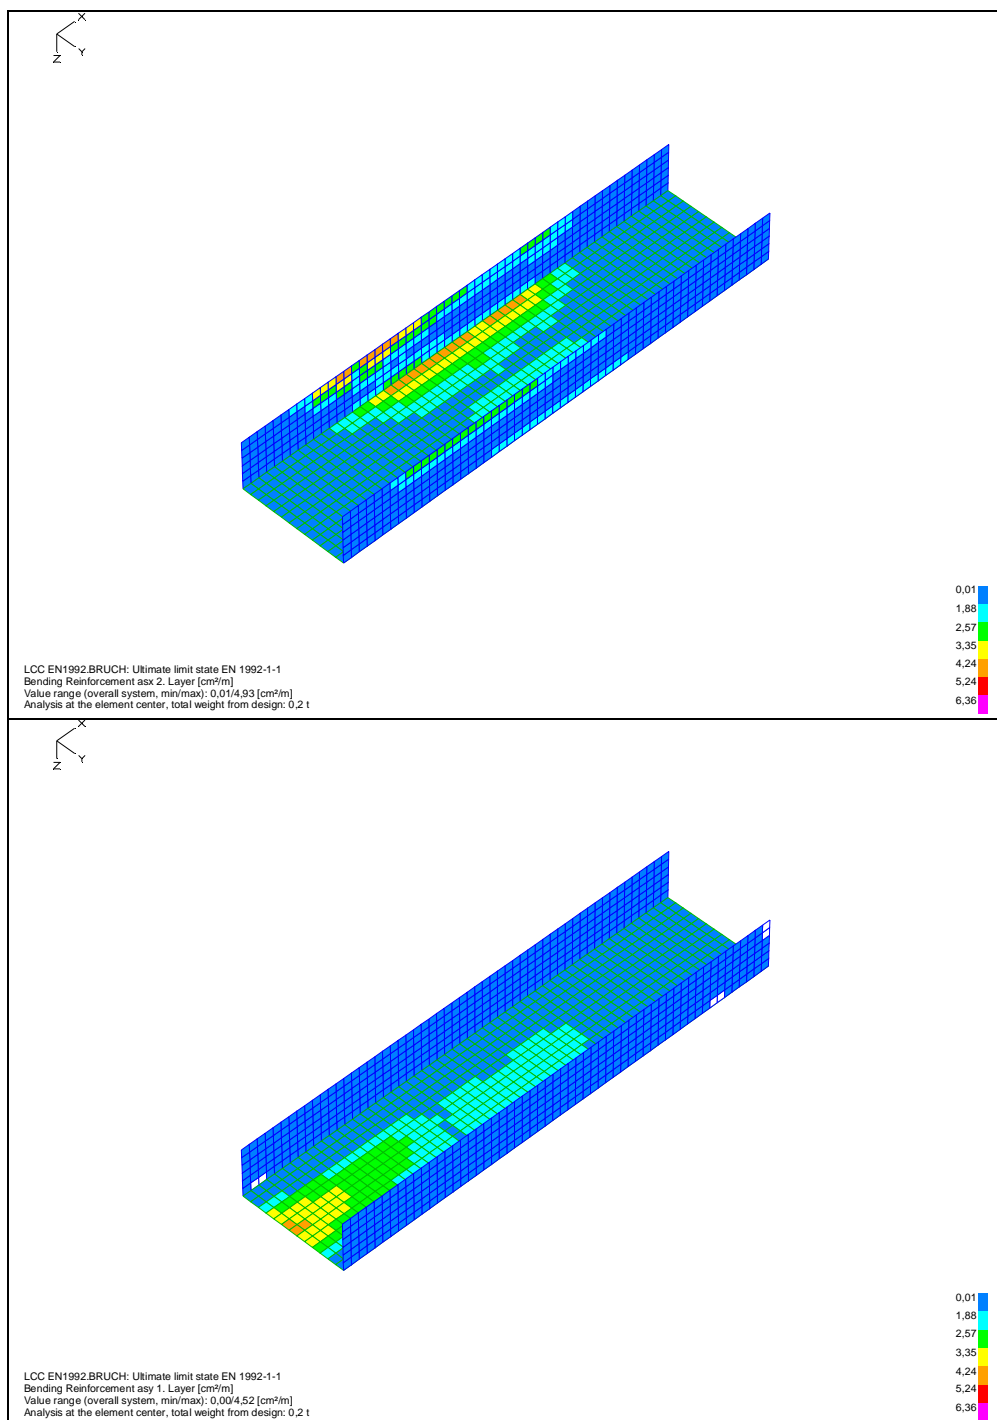 X
Y
Z
0,01
1,88
2,57
3,35
4,24
5,24
6,36
LCC EN1992.BRUCH: Ultimate limit state EN 1992-1-1
Bending Reinforcement asx 2. Layer [cm²/m]
Value range (overall system, min/max): 0,01/4,93 [cm²/m]
Analysis at the element center, total weight from design: 0,2 t
X
Y
Z
0,01
1,88
2,57
3,35
4,24
5,24
6,36
LCC EN1992.BRUCH: Ultimate limit state EN 1992-1-1
Bending Reinforcement asy 1. Layer [cm²/m]
Value range (overall system, min/max): 0,00/4,52 [cm²/m]
Analysis at the element center, total weight from design: 0,2 t